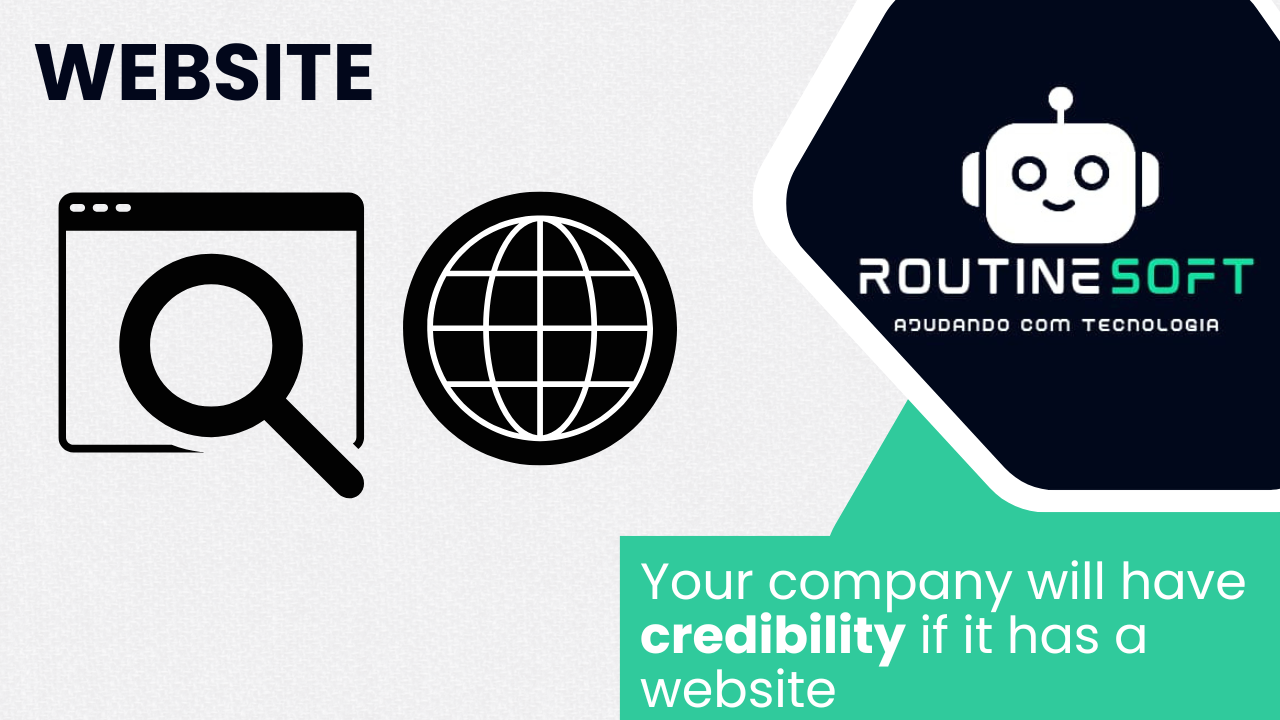 WEBSITE
ROUTINESOFT
AJUDANDO COM TECNOLOGIA
Your company will have
credibility if it has a
website